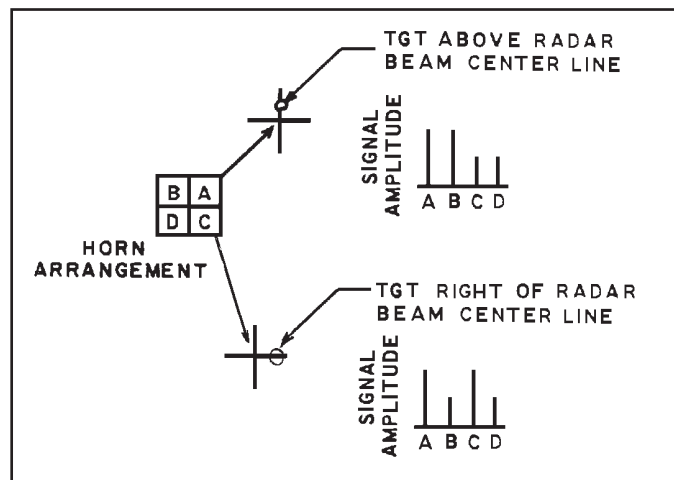 TGT ABOVE RADAR
BEAM CENTER LINE
SIGNAL
AMPLITUDE
A B C D
B A
D C
HORN
ARRANGEMENT
TGT RIGHT OF RADAR
BEAM CENTER LINE
SIGNAL
AMPLITUDE
A B C D